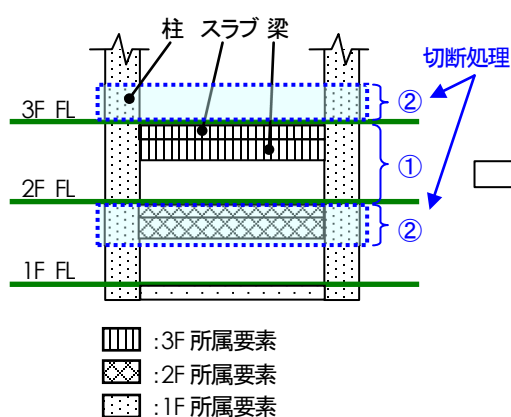 柱 スラブ 梁
切断処理
②
3F FL
①
2F FL
②
1F FL
:3F 所属要素
:2F 所属要素
:1F 所属要素